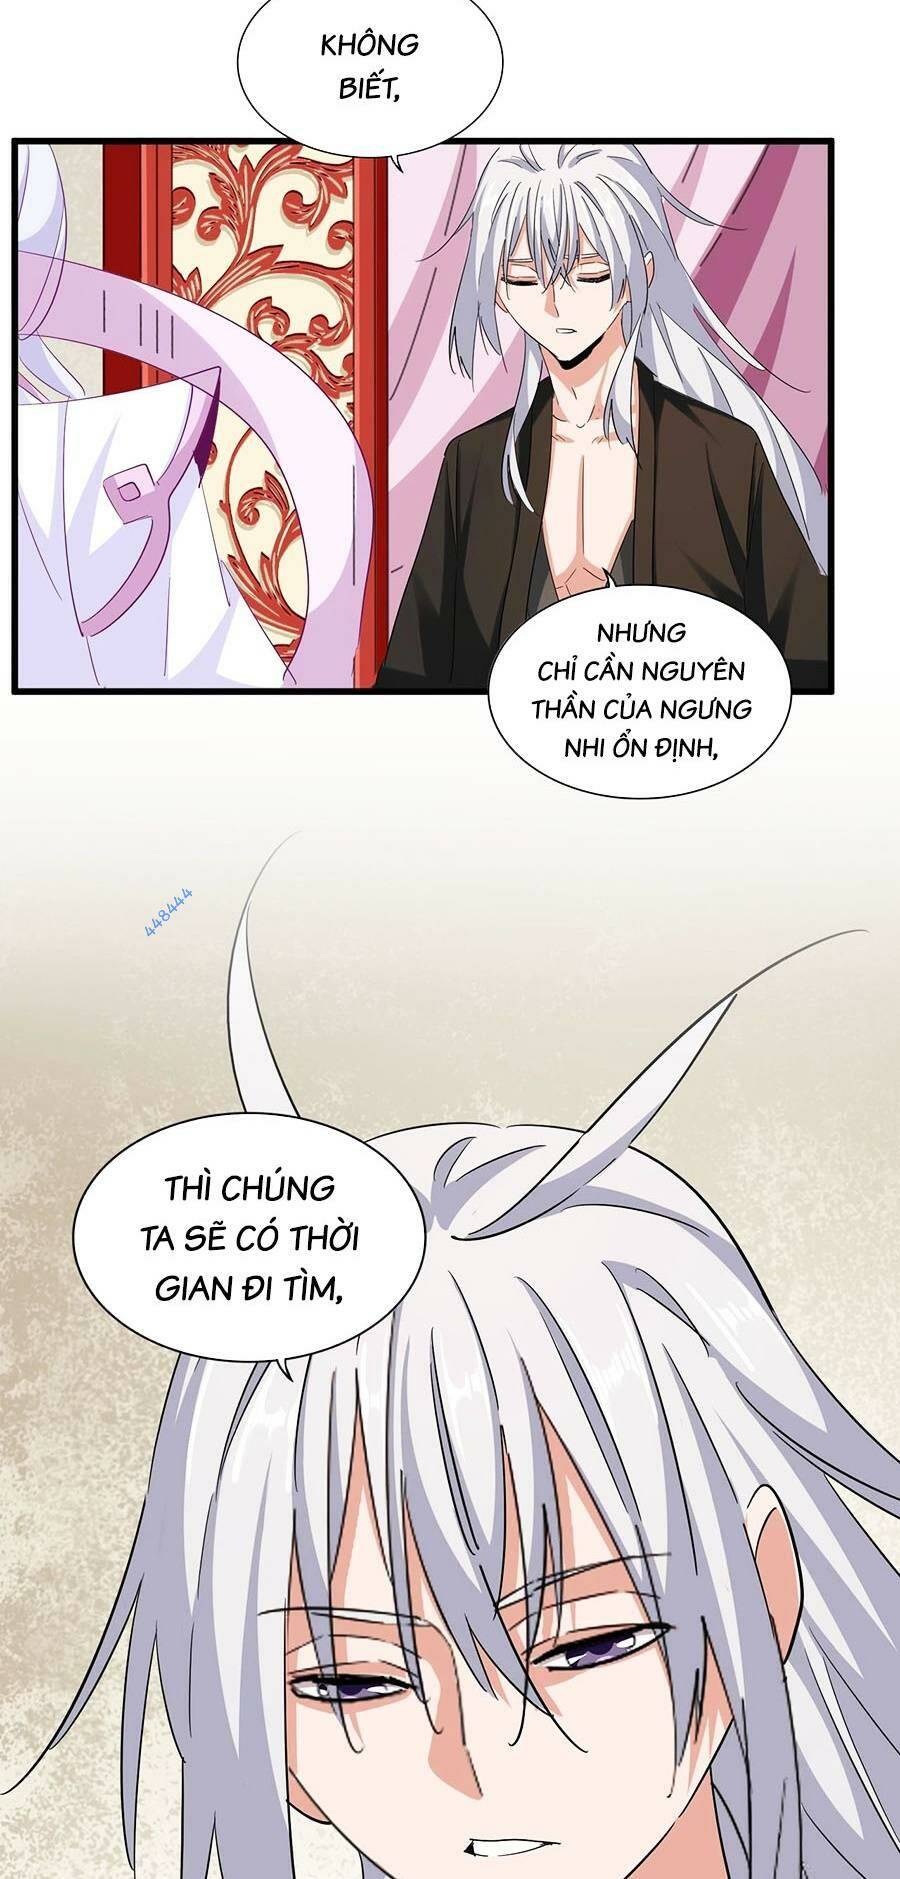 KHÔNG
BIẾT,
NHƯNG
CHỈ CẦN NGUYÊN
THẦN CỦA NGƯNG
NHI ỔN ĐỊNH,
448444
THÌ CHÚNG
TA SẼ CÓ THỜI
GIAN ĐI TÌM,